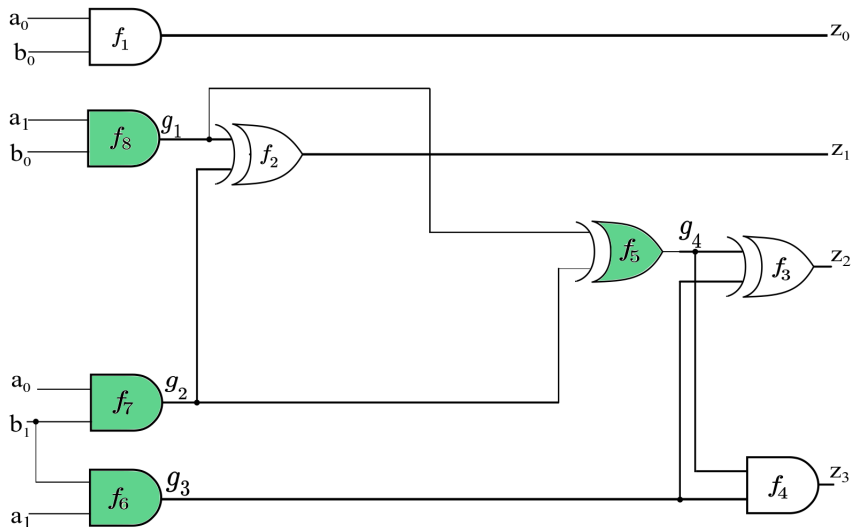 a₀
f₁
z₀
b₀
a₁
g₁
f₈
f₂
b₀
z₁
g₄
f₅
f₃
z₂
a₀
g₂
f₇
b₁
g₃
f₆
f₄
z₃
a₁